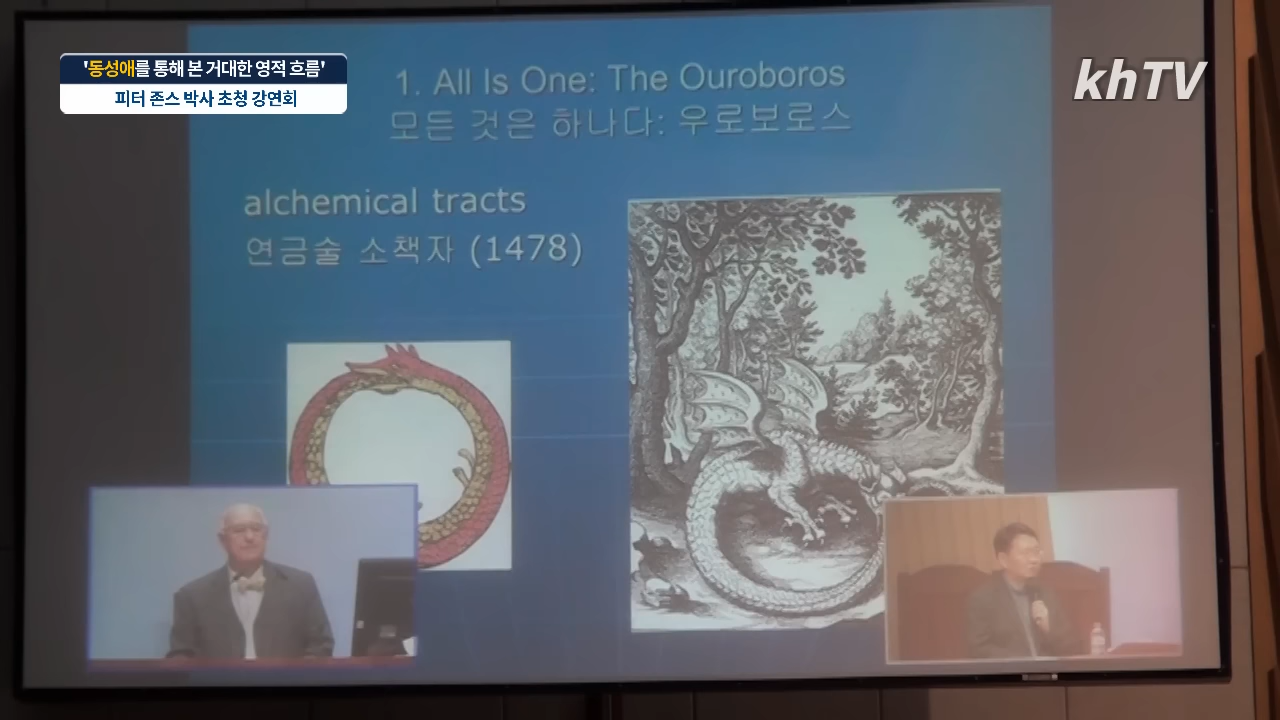 '동성애를 통해 본 거대한 영적 흐름'
피터 존스 박사 초청 강연회
khTV
1. All Is One: The Ouroboros
모든 것은 하나다: 우로보로스
alchemical tracts
연금술 소책자 (1478)